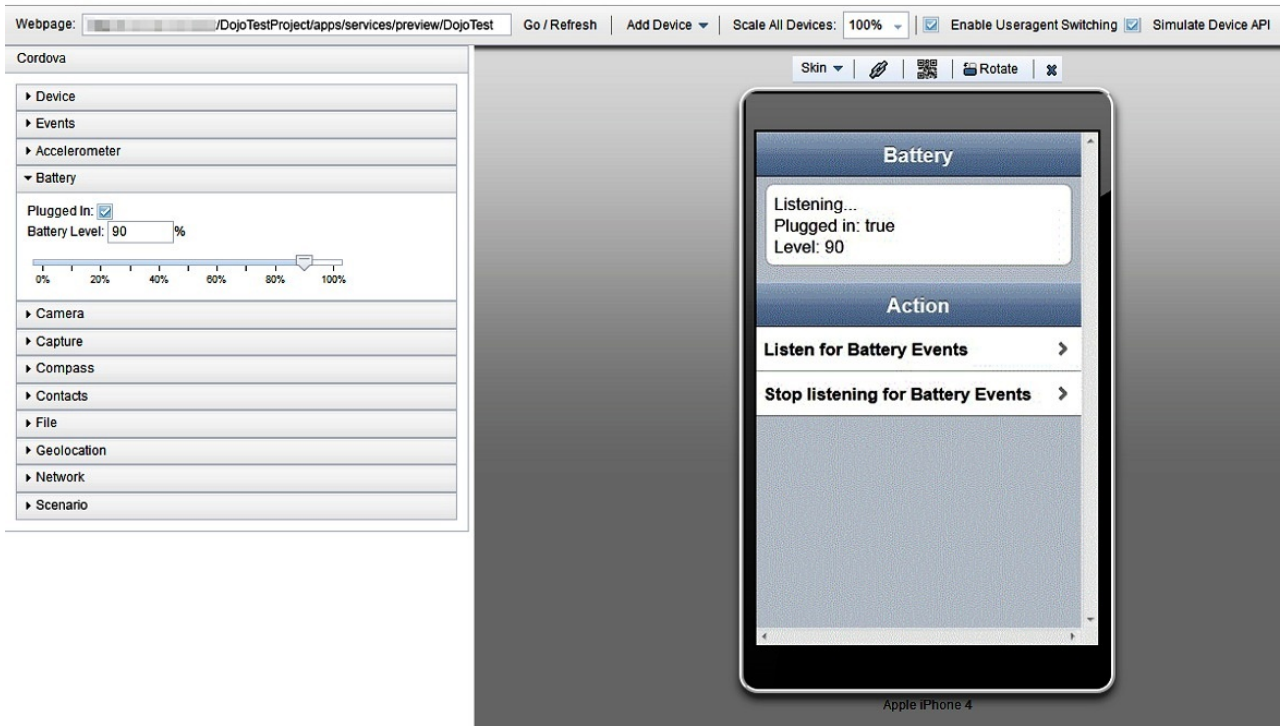 Webpage: /DojoTestProject/apps/services/preview/DojoTest Go / Refresh Add Device Scale All Devices: 100% Enable Useragent Switching Simulate Device API
Cordova
Device
Events
Accelerometer
Battery
Plugged In:
Battery Level: 90 %
0% 20% 40% 60% 80% 100%
Camera
Capture
Compass
Contacts
File
Geolocation
Network
Scenario
Skin Rotate
Battery
Listening...
Plugged in: true
Level: 90
Action
Listen for Battery Events
Stop listening for Battery Events
Apple iPhone 4